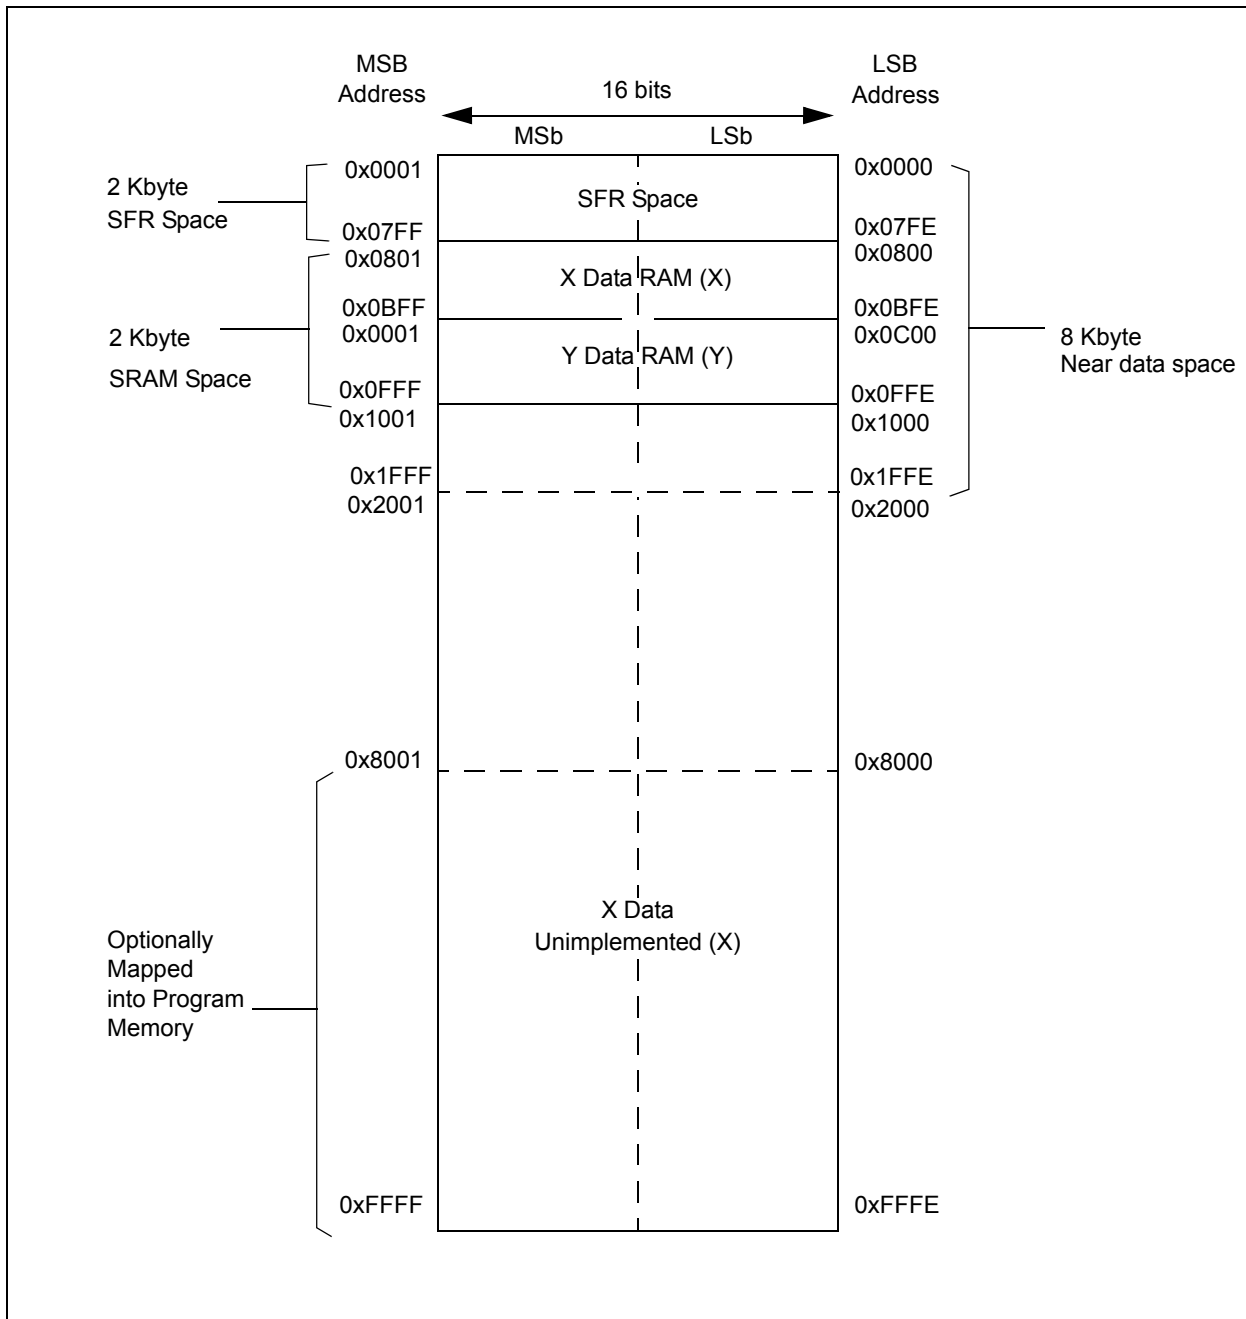 MSB
Address
16 bits
LSB
Address
MSb
LSb
2 Kbyte
SFR Space
0x0001
SFR Space
0x0000
0x07FF
0x07FE
0x0801
0x0800
X Data RAM (X)
2 Kbyte
SRAM Space
0x0BFF
0x0BFE
0x0001
0x0C00
Y Data RAM (Y)
8 Kbyte
Near data space
0x0FFF
0x0FFE
0x1001
0x1000
0x1FFF
0x1FFE
0x2001
0x2000
0x8001
0x8000
X Data
Unimplemented (X)
Optionally
Mapped
into Program
Memory
0xFFFF
0xFFFE